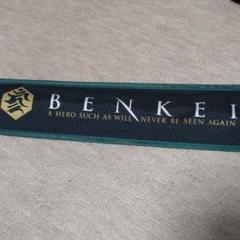 BENKEI
A HERO SUCH AS WILL NEVER BE SEEN AGAIN